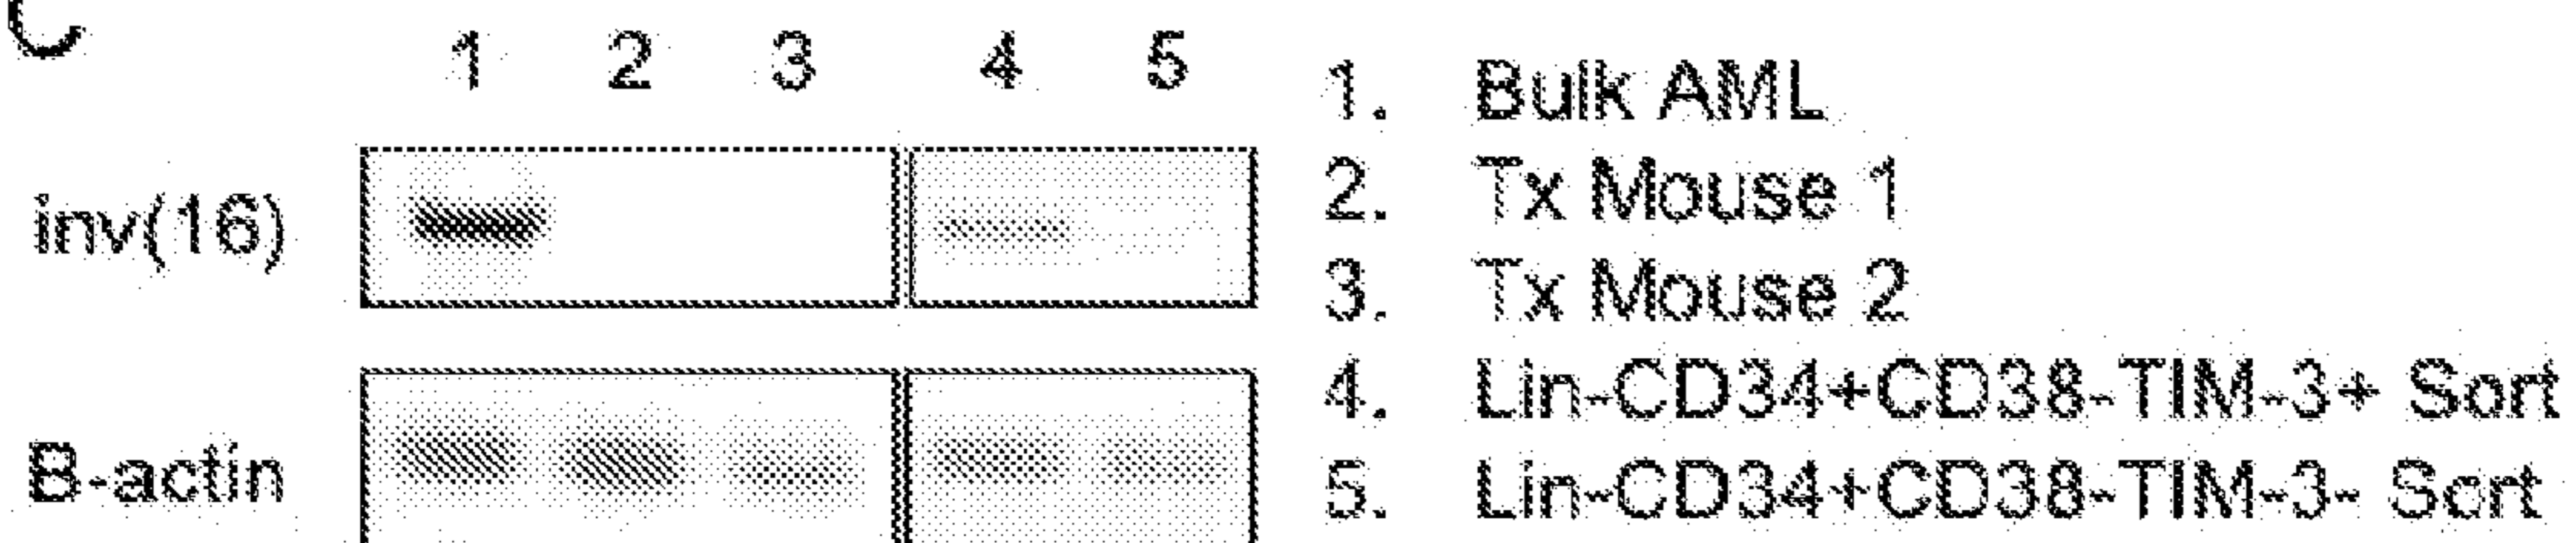 C
1 2 3 4 5
inv(16)
B-actin
1. Bulk AML
2. Tx Mouse 1
3. Tx Mouse 2
4. Lin-CD34+CD38-TIM-3+ Sort
5. Lin-CD34+CD38-TIM-3- Sort